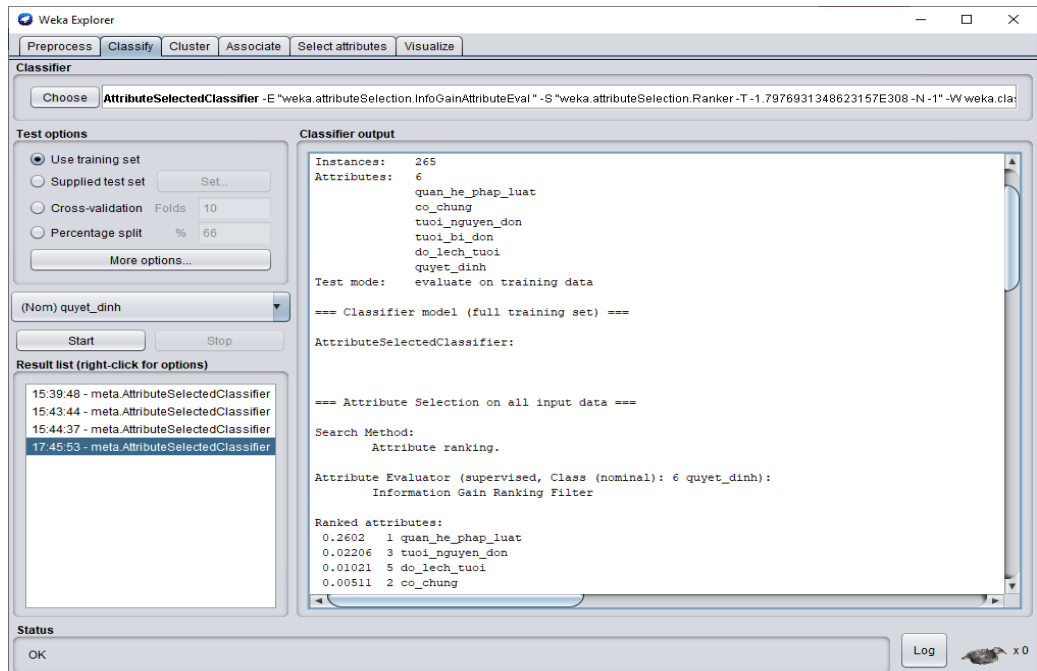 Weka Explorer
Preprocess Classify Cluster Associate Select attributes Visualize
Classifier
Choose AttributeSelectedClassifier -E "weka.attributeSelection.InfoGainAttributeEval " -S "weka.attributeSelection.Ranker -T -1.7976931348623157E308 -N -1" -W weka.cla
Test options
Use training set
Supplied test set Set...
Cross-validation Folds 10
Percentage split % 66
More options...
(Nom) quyet_dinh
Start Stop
Result list (right-click for options)
15:39:48 - meta.AttributeSelectedClassifier
15:43:44 - meta.AttributeSelectedClassifier
15:44:37 - meta.AttributeSelectedClassifier
17:45:53 - meta.AttributeSelectedClassifier
Classifier output
Instances: 265
Attributes: 6
quan_he_phap_luat
co_chung
tuoi_nguyen_don
tuoi_bi_don
do_lech_tuoi
quyet_dinh
Test mode: evaluate on training data
=== Classifier model (full training set) ===
AttributeSelectedClassifier:
=== Attribute Selection on all input data ===
Search Method:
Attribute ranking.
Attribute Evaluator (supervised, Class (nominal): 6 quyet_dinh):
Information Gain Ranking Filter
Ranked attributes:
0.2602 1 quan_he_phap_luat
0.02206 3 tuoi_nguyen_don
0.01021 5 do_lech_tuoi
0.00511 2 co_chung
Status
OK
Log
x 0